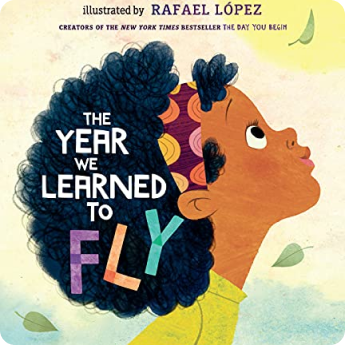 illustrated by RAFAEL LÓPEZ
CREATORS OF THE NEW YORK TIMES BESTSELLER THE DAY YOU BEGIN
THE
YEAR
WE
LEARNED
TO
FLY